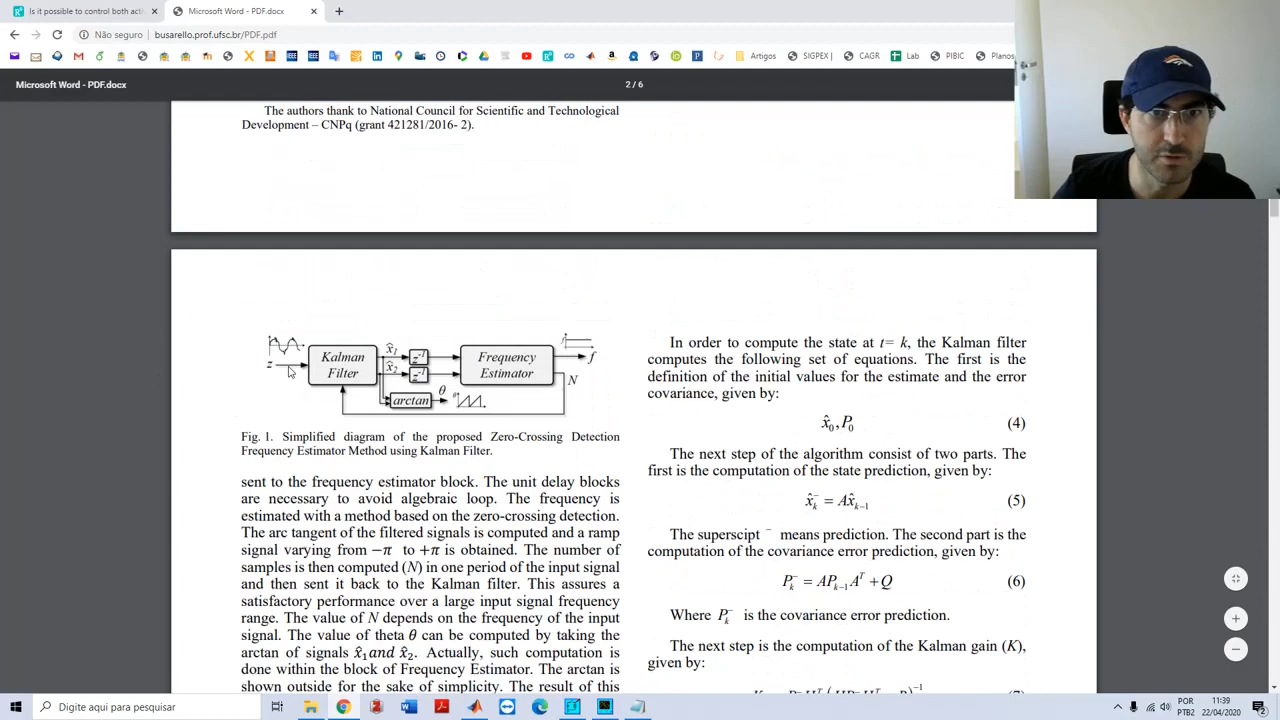 Is it possible to control both act
Microsoft Word - PDF.docx
Não seguro
busarello.prof.ufsc.br/PDF.pdf
Artigos
SIGPEX
CAGR
Lab
PIBIC
Planos
Microsoft Word - PDF.docx
2 / 6
The authors thank to National Council for Scientific and Technological
Development – CNPq (grant 421281/2016- 2).
z
Kalman
Filter
x̂1
x̂2
z-1
z-1
Frequency
Estimator
f
f
N
θ
θ
arctan
Fig. 1. Simplified diagram of the proposed Zero-Crossing Detection
Frequency Estimator Method using Kalman Filter.
sent to the frequency estimator block. The unit delay blocks
are necessary to avoid algebraic loop. The frequency is
estimated with a method based on the zero-crossing detection.
The arc tangent of the filtered signals is computed and a ramp
signal varying from −π to +π is obtained. The number of
samples is then computed (N) in one period of the input signal
and then sent it back to the Kalman filter. This assures a
satisfactory performance over a large input signal frequency
range. The value of N depends on the frequency of the input
signal. The value of theta θ can be computed by taking the
arctan of signals x̂1 and x̂2. Actually, such computation is
done within the block of Frequency Estimator. The arctan is
shown outside for the sake of simplicity. The result of this
In order to compute the state at t= k, the Kalman filter
computes the following set of equations. The first is the
definition of the initial values for the estimate and the error
covariance, given by:
x̂0, P0 (4)
The next step of the algorithm consist of two parts. The
first is the computation of the state prediction, given by:
x̂k− = Ax̂k−1 (5)
The superscipt − means prediction. The second part is the
computation of the covariance error prediction, given by:
Pk− = APk−1AT + Q (6)
Where Pk− is the covariance error prediction.
The next step is the computation of the Kalman gain (K),
given by:
Digite aqui para pesquisar
POR
PTB2
11:39
22/04/2020
2